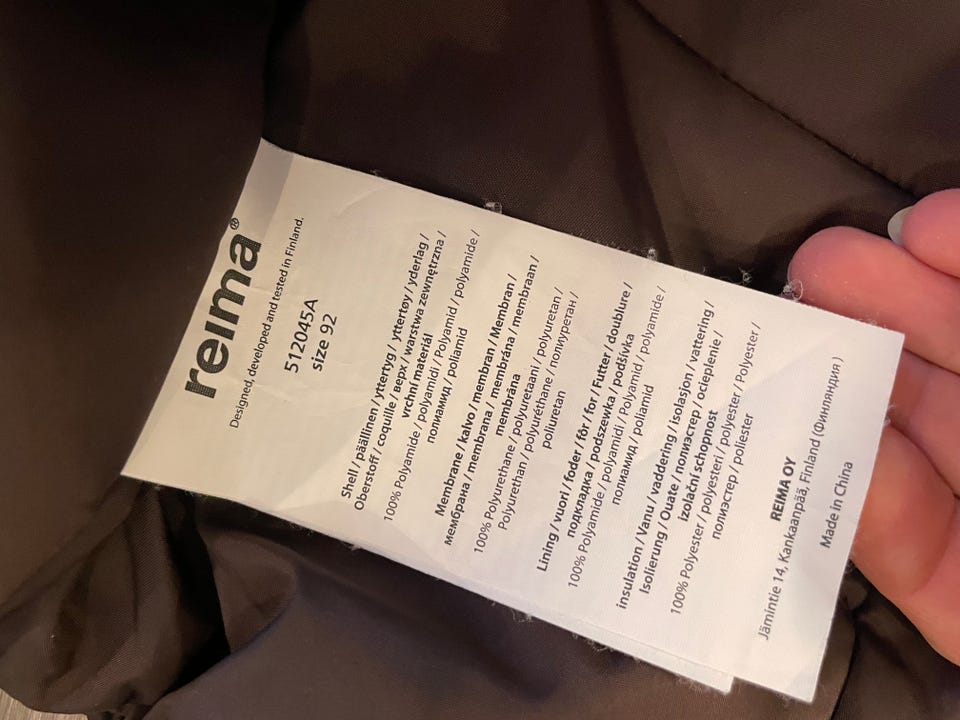 reima®
Designed, developed and tested in Finland.
512045A
size 92
Shell / päällinen / yttertyg / yttertøy / yderlag /
Oberstoff / coquille / верх / warstwa zewnętrzna /
vrchní materiál
100% Polyamide / polyamidi / Polyamid / polyamide /
полиамид / poliamid
Membrane / kalvo / membran / Membran /
мембрана / membrana / membrána / membraan /
membrána
100% Polyurethane / polyuretaani / polyuretan /
Polyurethan / polyuréthane / полиуретан /
poliuretan
Lining / vuori / foder / fór / for / Futter / doublure /
подкладка / podszewka / podšívka
100% Polyamide / polyamidi / Polyamid / polyamide /
полиамид / poliamid
insulation / Vanu / vaddering / isolasjon / vattering /
Isolierung / Ouate / полиэстер / ocieplenie /
izolační schopnost
100% Polyester / polyesteri / polyester / Polyester /
полиэстер / poliester
REIMA OY
Jämintie 14, Kankaanpää, Finland (Финляндия )
Made in China